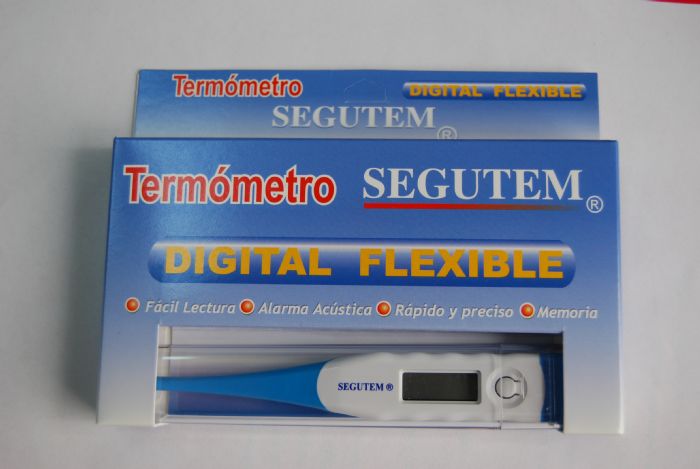 Termómetro DIGITAL FLEXIBLE
SEGUTEM®
Termómetro SEGUTEM®
DIGITAL FLEXIBLE
Fácil Lectura Alarma Acústica Rápido y preciso Memoria
SEGUTEM®